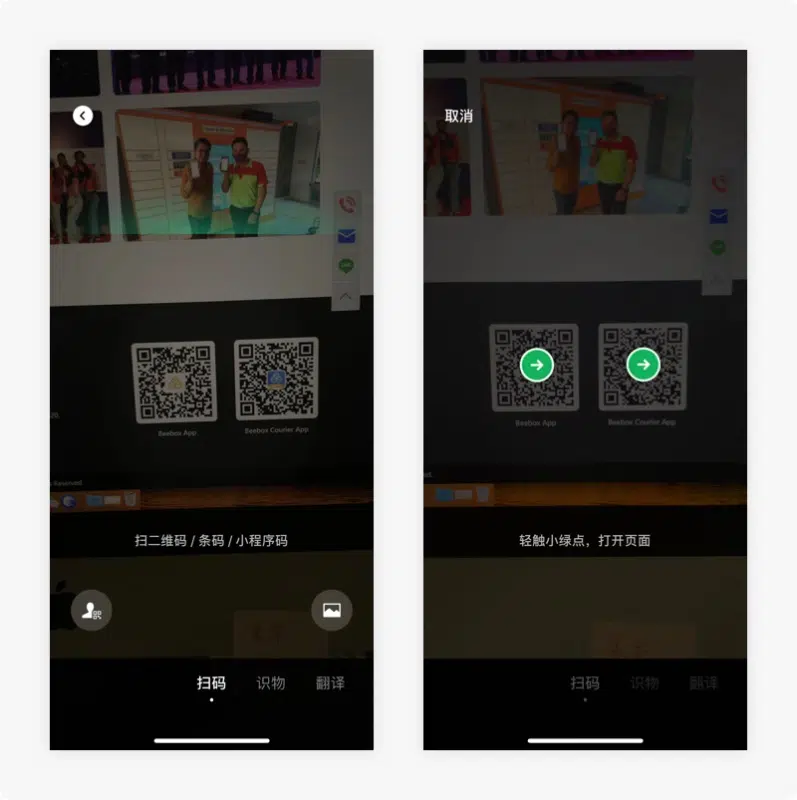 Beebox App
Beebox Courier App
s Reserved
扫二维码 / 条码 / 小程序码
扫码
识物
翻译
取消
Beebox App
Beebox Courier App
轻触小绿点，打开页面
扫码
识物
翻译